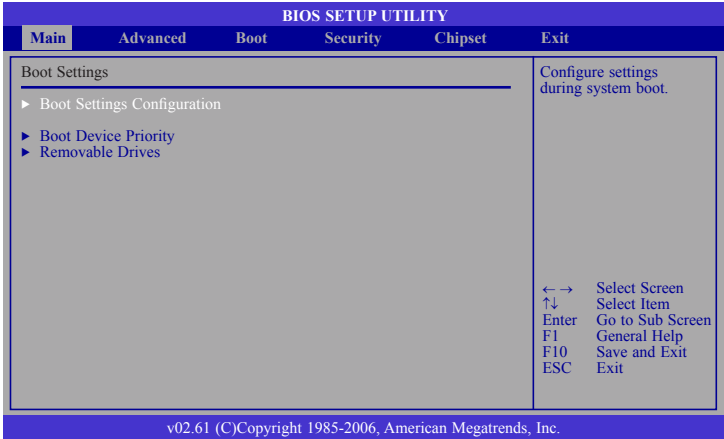 BIOS SETUP UTILITY
Main Advanced Boot Security Chipset Exit
Boot Settings
► Boot Settings Configuration
► Boot Device Priority
► Removable Drives
Configure settings
during system boot.
←→ Select Screen
↑↓ Select Item
Enter Go to Sub Screen
F1 General Help
F10 Save and Exit
ESC Exit
v02.61 (C)Copyright 1985-2006, American Megatrends, Inc.